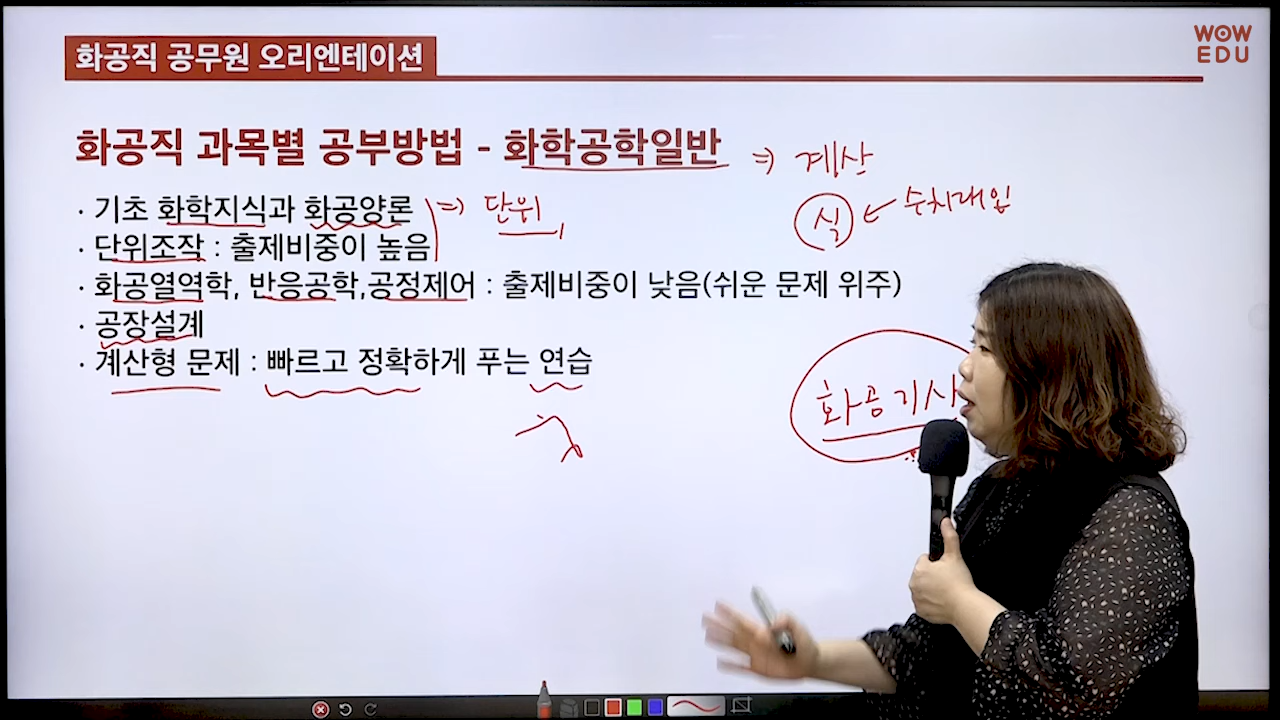 화공직 공무원 오리엔테이션
WOW
EDU
화공직 과목별 공부방법 - 화학공학일반 ⇒ 계산
· 기초 화학지식과 화공양론 ⇒ 단위
식 ← 수치대입
· 단위조작 : 출제비중이 높음
· 화공열역학, 반응공학,공정제어 : 출제비중이 낮음(쉬운 문제 위주)
· 공장설계
· 계산형 문제 : 빠르고 정확하게 푸는 연습
화공기사